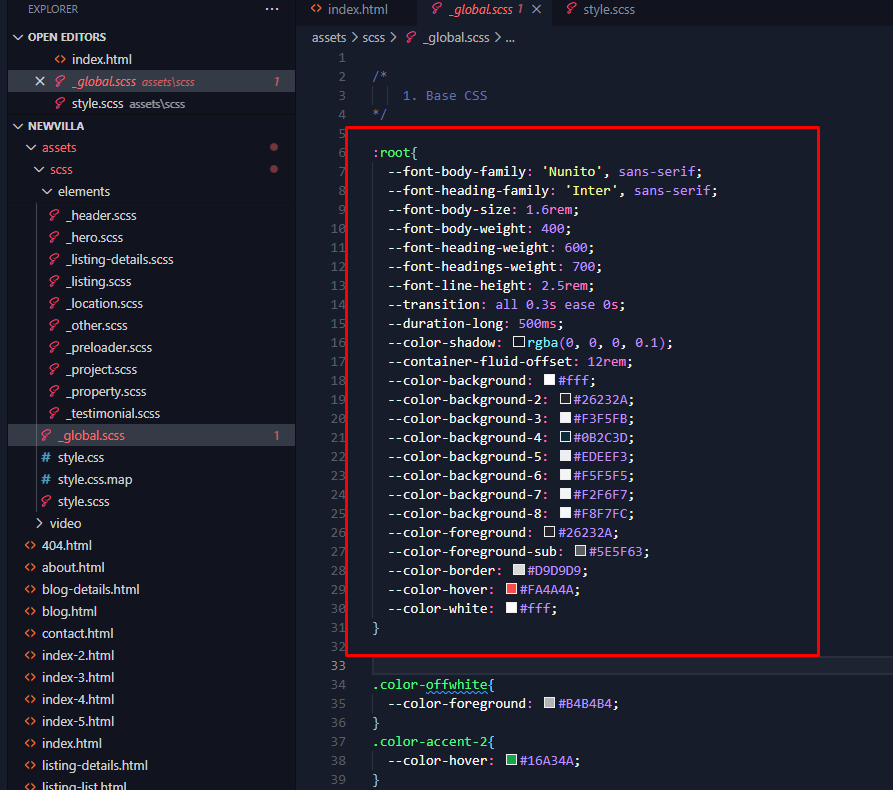 EXPLORER
...
OPEN EDITORS
index.html
_global.scss assets\scss 1
style.scss assets\scss
NEWVILLA
assets
scss
elements
_header.scss
_hero.scss
_listing-details.scss
_listing.scss
_location.scss
_other.scss
_preloader.scss
_project.scss
_property.scss
_testimonial.scss
_global.scss 1
# style.css
# style.css.map
style.scss
video
404.html
about.html
blog-details.html
blog.html
contact.html
index-2.html
index-3.html
index-4.html
index-5.html
index.html
listing-details.html
listing-list.html
index.html _global.scss 1 style.scss
assets > scss > _global.scss > ...
1
2 /*
3 1. Base CSS
4 */
5
6 :root{
7 --font-body-family: 'Nunito', sans-serif;
8 --font-heading-family: 'Inter', sans-serif;
9 --font-body-size: 1.6rem;
10 --font-body-weight: 400;
11 --font-heading-weight: 600;
12 --font-headings-weight: 700;
13 --font-line-height: 2.5rem;
14 --transition: all 0.3s ease 0s;
15 --duration-long: 500ms;
16 --color-shadow: rgba(0, 0, 0, 0.1);
17 --container-fluid-offset: 12rem;
18 --color-background: #fff;
19 --color-background-2: #26232A;
20 --color-background-3: #F3F5FB;
21 --color-background-4: #0B2C3D;
22 --color-background-5: #EDEEF3;
23 --color-background-6: #F5F5F5;
24 --color-background-7: #F2F6F7;
25 --color-background-8: #F8F7FC;
26 --color-foreground: #26232A;
27 --color-foreground-sub: #5E5F63;
28 --color-border: #D9D9D9;
29 --color-hover: #FA4A4A;
30 --color-white: #fff;
31 }
32
33
34 .color-offwhite{
35 --color-foreground: #B4B4B4;
36 }
37 .color-accent-2{
38 --color-hover: #16A34A;
39 }